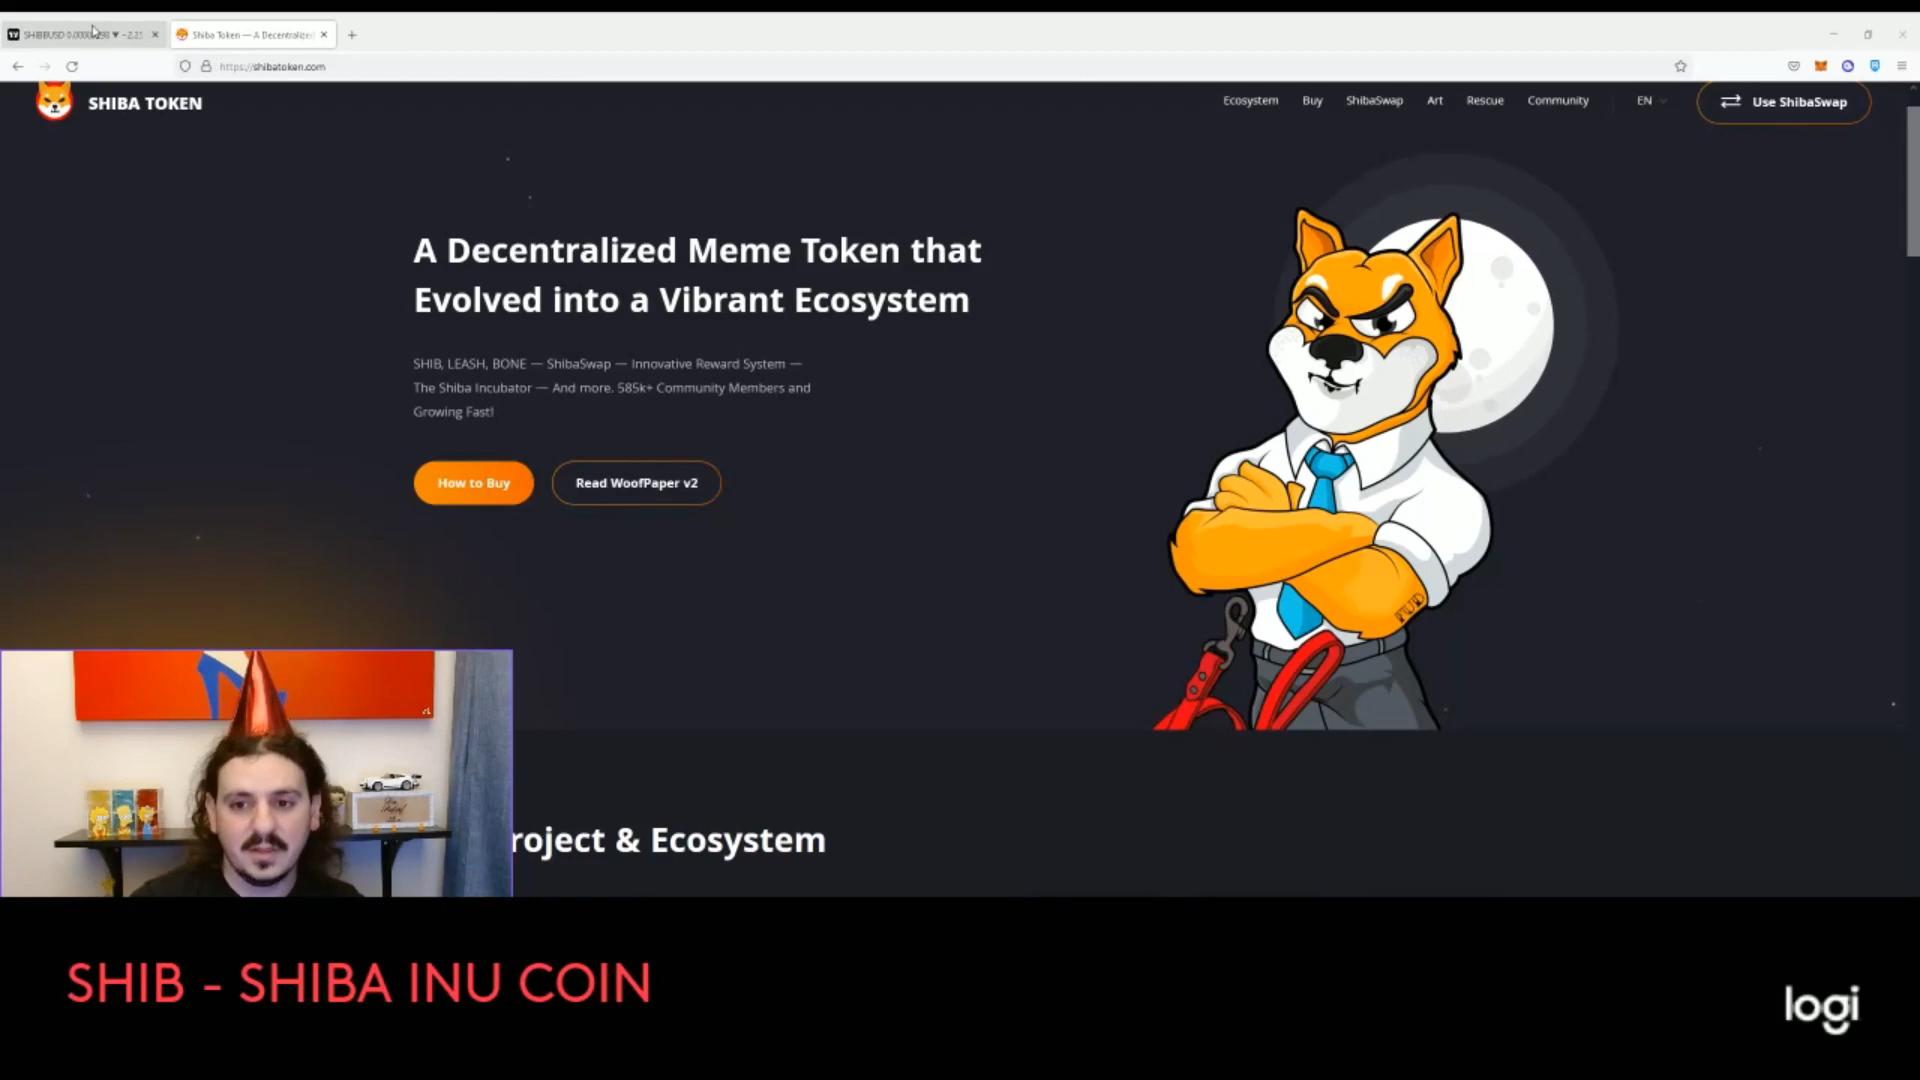 Shiba Token — A Decentralized
https://shibatoken.com
SHIBA TOKEN
Ecosystem Buy ShibaSwap Art Rescue Community EN Use ShibaSwap
A Decentralized Meme Token that
Evolved into a Vibrant Ecosystem
SHIB, LEASH, BONE — ShibaSwap — Innovative Reward System —
The Shiba Incubator — And more. 585k+ Community Members and
Growing Fast!
How to Buy Read WoofPaper v2
FUD
roject & Ecosystem
SHIB - SHIBA INU COIN
logi